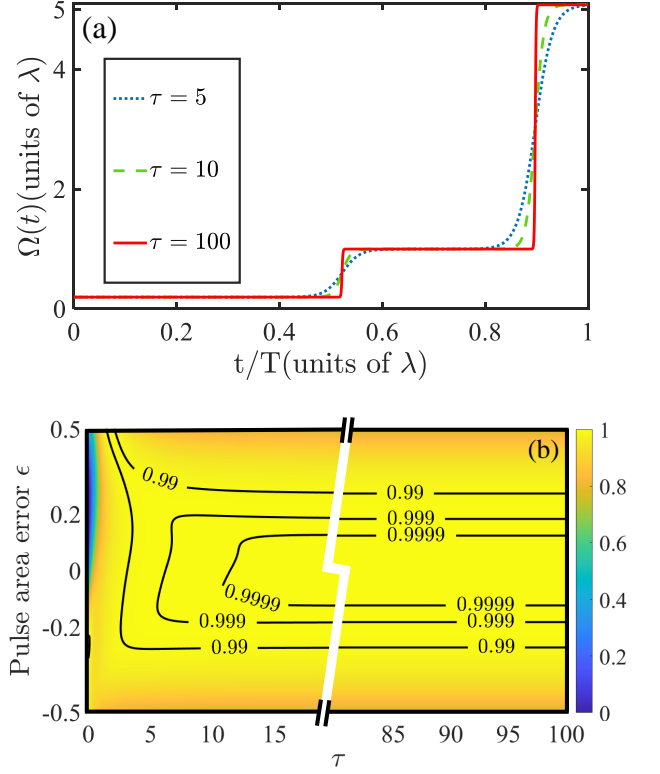 (a)
5
4
2
0
Ω(t)(units of λ)
τ = 5
τ = 10
τ = 100
0 0.2 0.4 0.6 0.8 1
t/T(units of λ)
(b)
0.5
0.2
0
-0.2
-0.5
Pulse area error ϵ
0.99 0.99
0.999
0.9999
0.9999 0.9999
0.999 0.999
0.99 0.99
0 5 10 15 85 90 95 100
τ
1
0.8
0.6
0.4
0.2
0